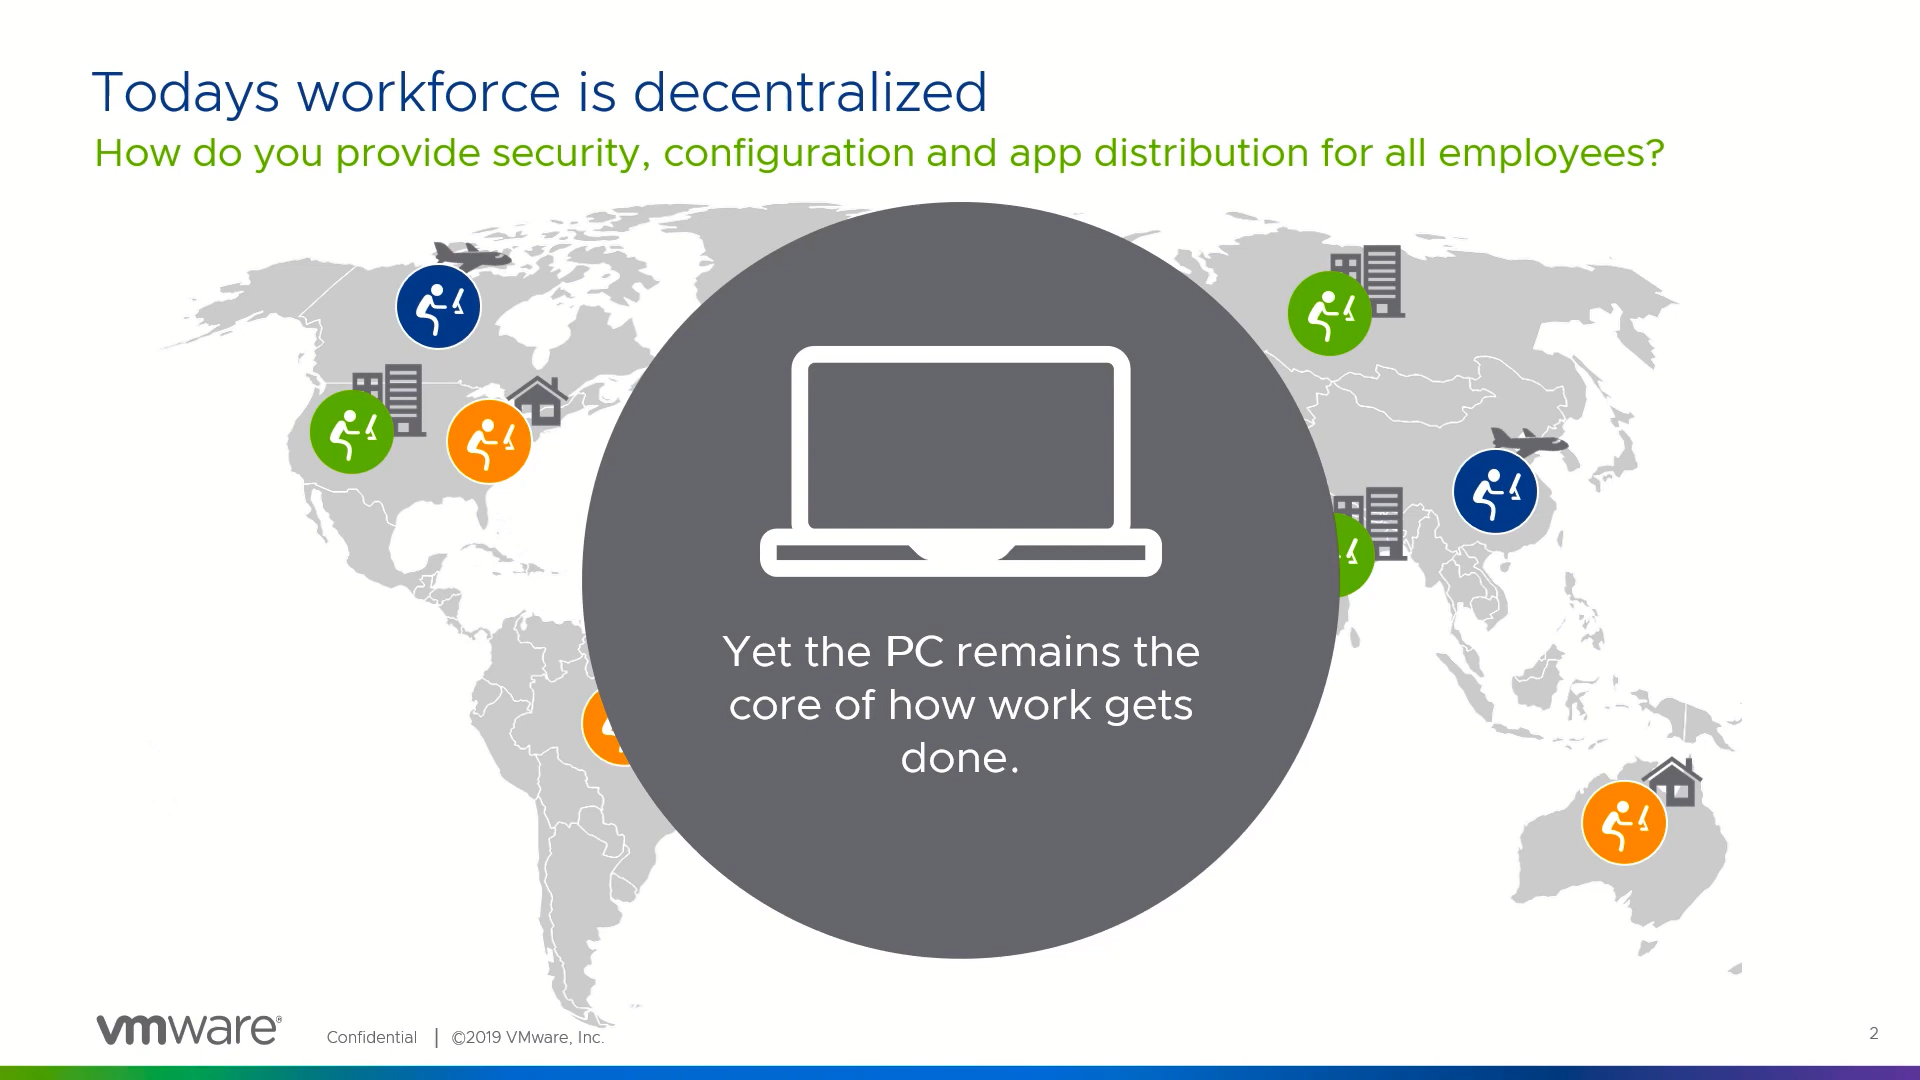 Todays workforce is decentralized
How do you provide security, configuration and app distribution for all employees?
Yet the PC remains the
core of how work gets
done.
vmware®
Confidential | ©2019 VMware, Inc.
2